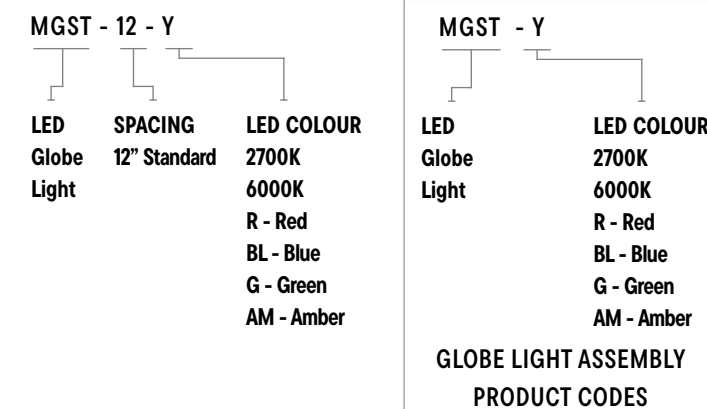 MGST - 12 - Y
LED
Globe
Light
SPACING
12” Standard
LED COLOUR
2700K
6000K
R - Red
BL - Blue
G - Green
AM - Amber
MGST - Y
LED
Globe
Light
LED COLOUR
2700K
6000K
R - Red
BL - Blue
G - Green
AM - Amber
GLOBE LIGHT ASSEMBLY
PRODUCT CODES